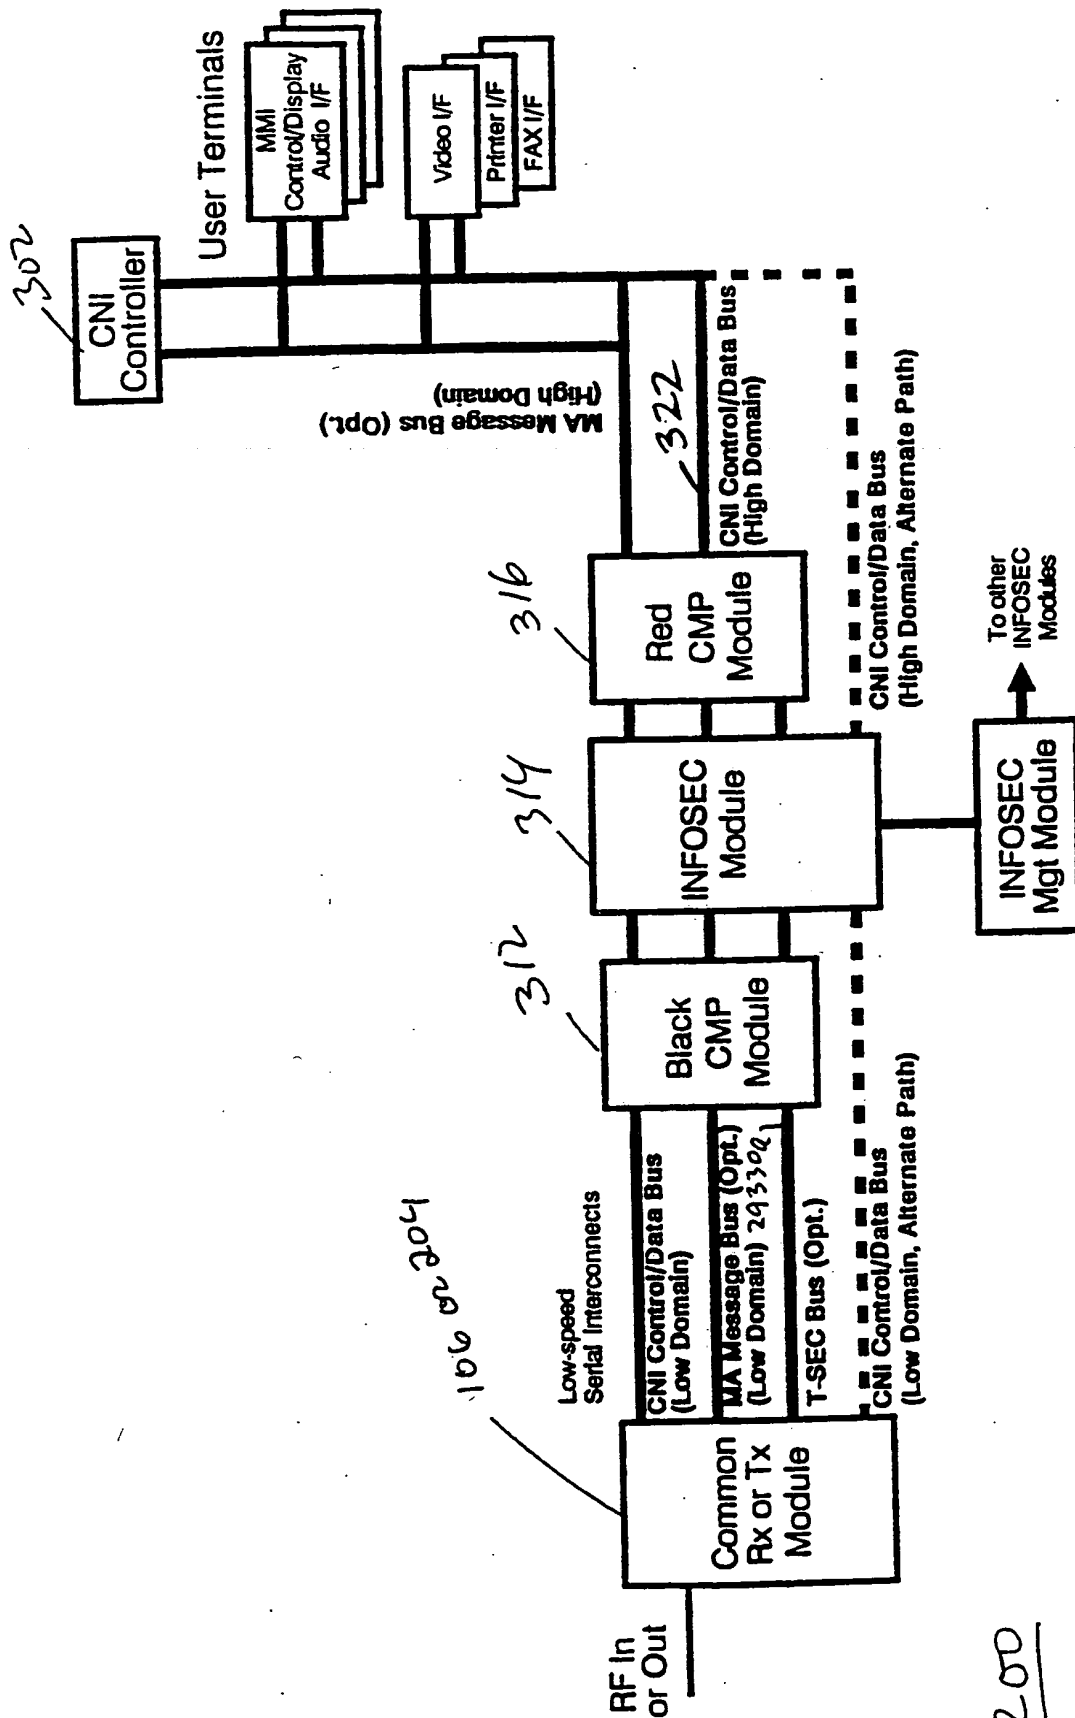 302
CNI
Controller
User Terminals
MMI
Control/Display
Audio I/F
Video I/F
Printer I/F
FAX I/F
MA Message Bus (Opt.)
(High Domain)
322
CNI Control/Data Bus
(High Domain)
CNI Control/Data Bus
(High Domain, Alternate Path)
316
Red
CMP
Module
314
INFOSEC
Module
312
Black
CMP
Module
INFOSEC
Mgt Module
To other
INFOSEC
Modules
106 or 204
Low-speed
Serial Interconnects
CNI Control/Data Bus
(Low Domain)
MA Message Bus (Opt.)
(Low Domain)
T-SEC Bus (Opt.)
CNI Control/Data Bus
(Low Domain, Alternate Path)
Common
Rx or Tx
Module
RF In
or Out
200